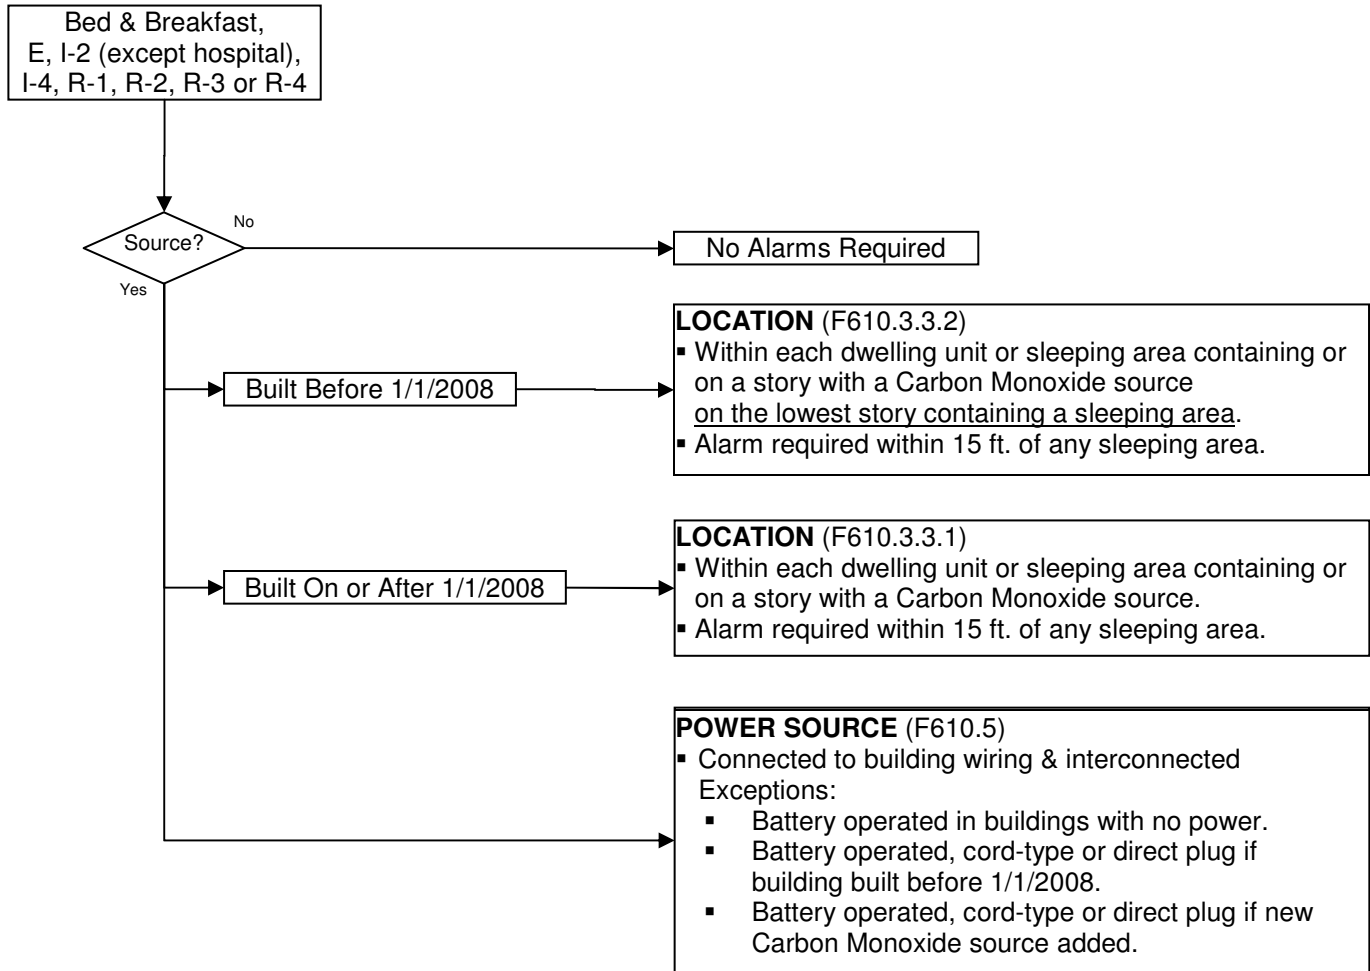 Bed & Breakfast,
E, I-2 (except hospital),
I-4, R-1, R-2, R-3 or R-4
Source?
No
Yes
No Alarms Required
LOCATION (F610.3.3.2)
▪ Within each dwelling unit or sleeping area containing or
on a story with a Carbon Monoxide source
on the lowest story containing a sleeping area.
▪ Alarm required within 15 ft. of any sleeping area.
Built Before 1/1/2008
LOCATION (F610.3.3.1)
▪ Within each dwelling unit or sleeping area containing or
on a story with a Carbon Monoxide source.
▪ Alarm required within 15 ft. of any sleeping area.
Built On or After 1/1/2008
POWER SOURCE (F610.5)
▪ Connected to building wiring & interconnected
Exceptions:
▪ Battery operated in buildings with no power.
▪ Battery operated, cord-type or direct plug if
building built before 1/1/2008.
▪ Battery operated, cord-type or direct plug if new
Carbon Monoxide source added.